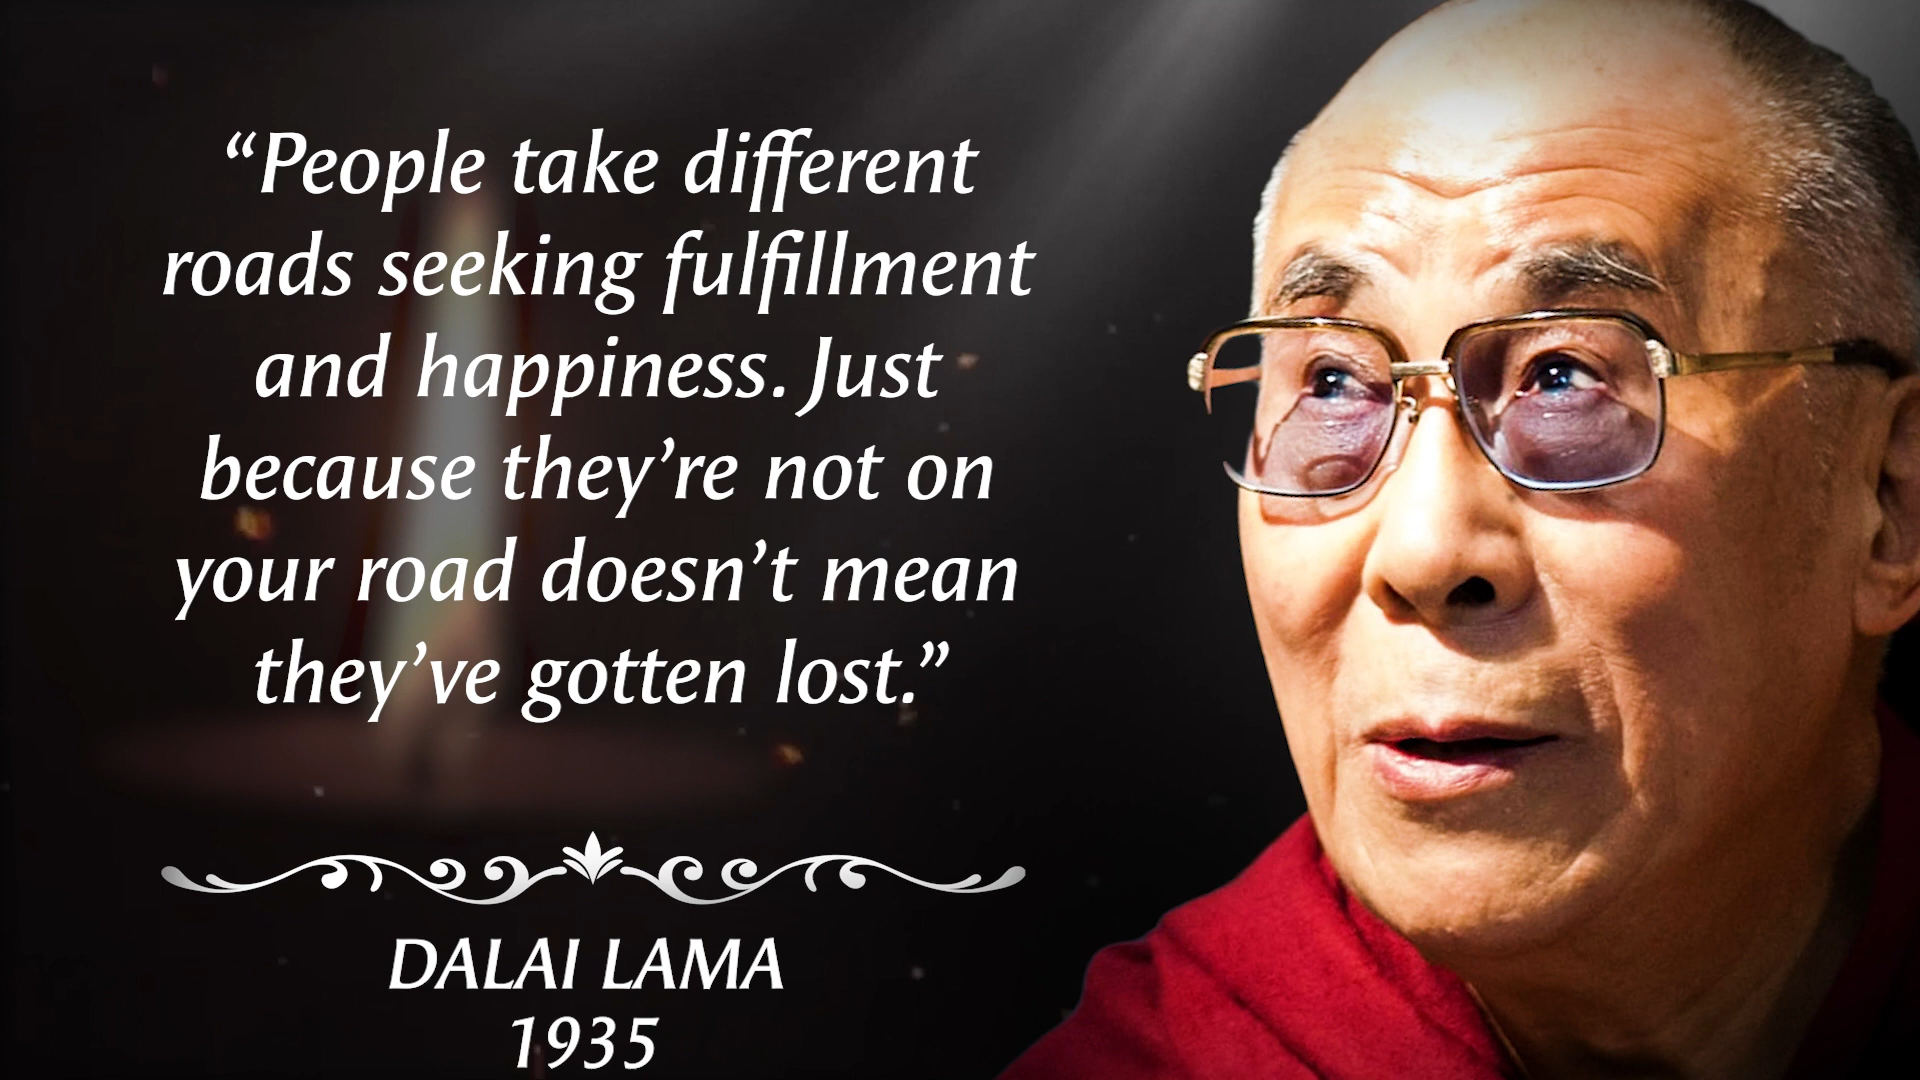 “People take different
roads seeking fulfillment
and happiness. Just
because they’re not on
your road doesn’t mean
they’ve gotten lost.”
DALAI LAMA
1935